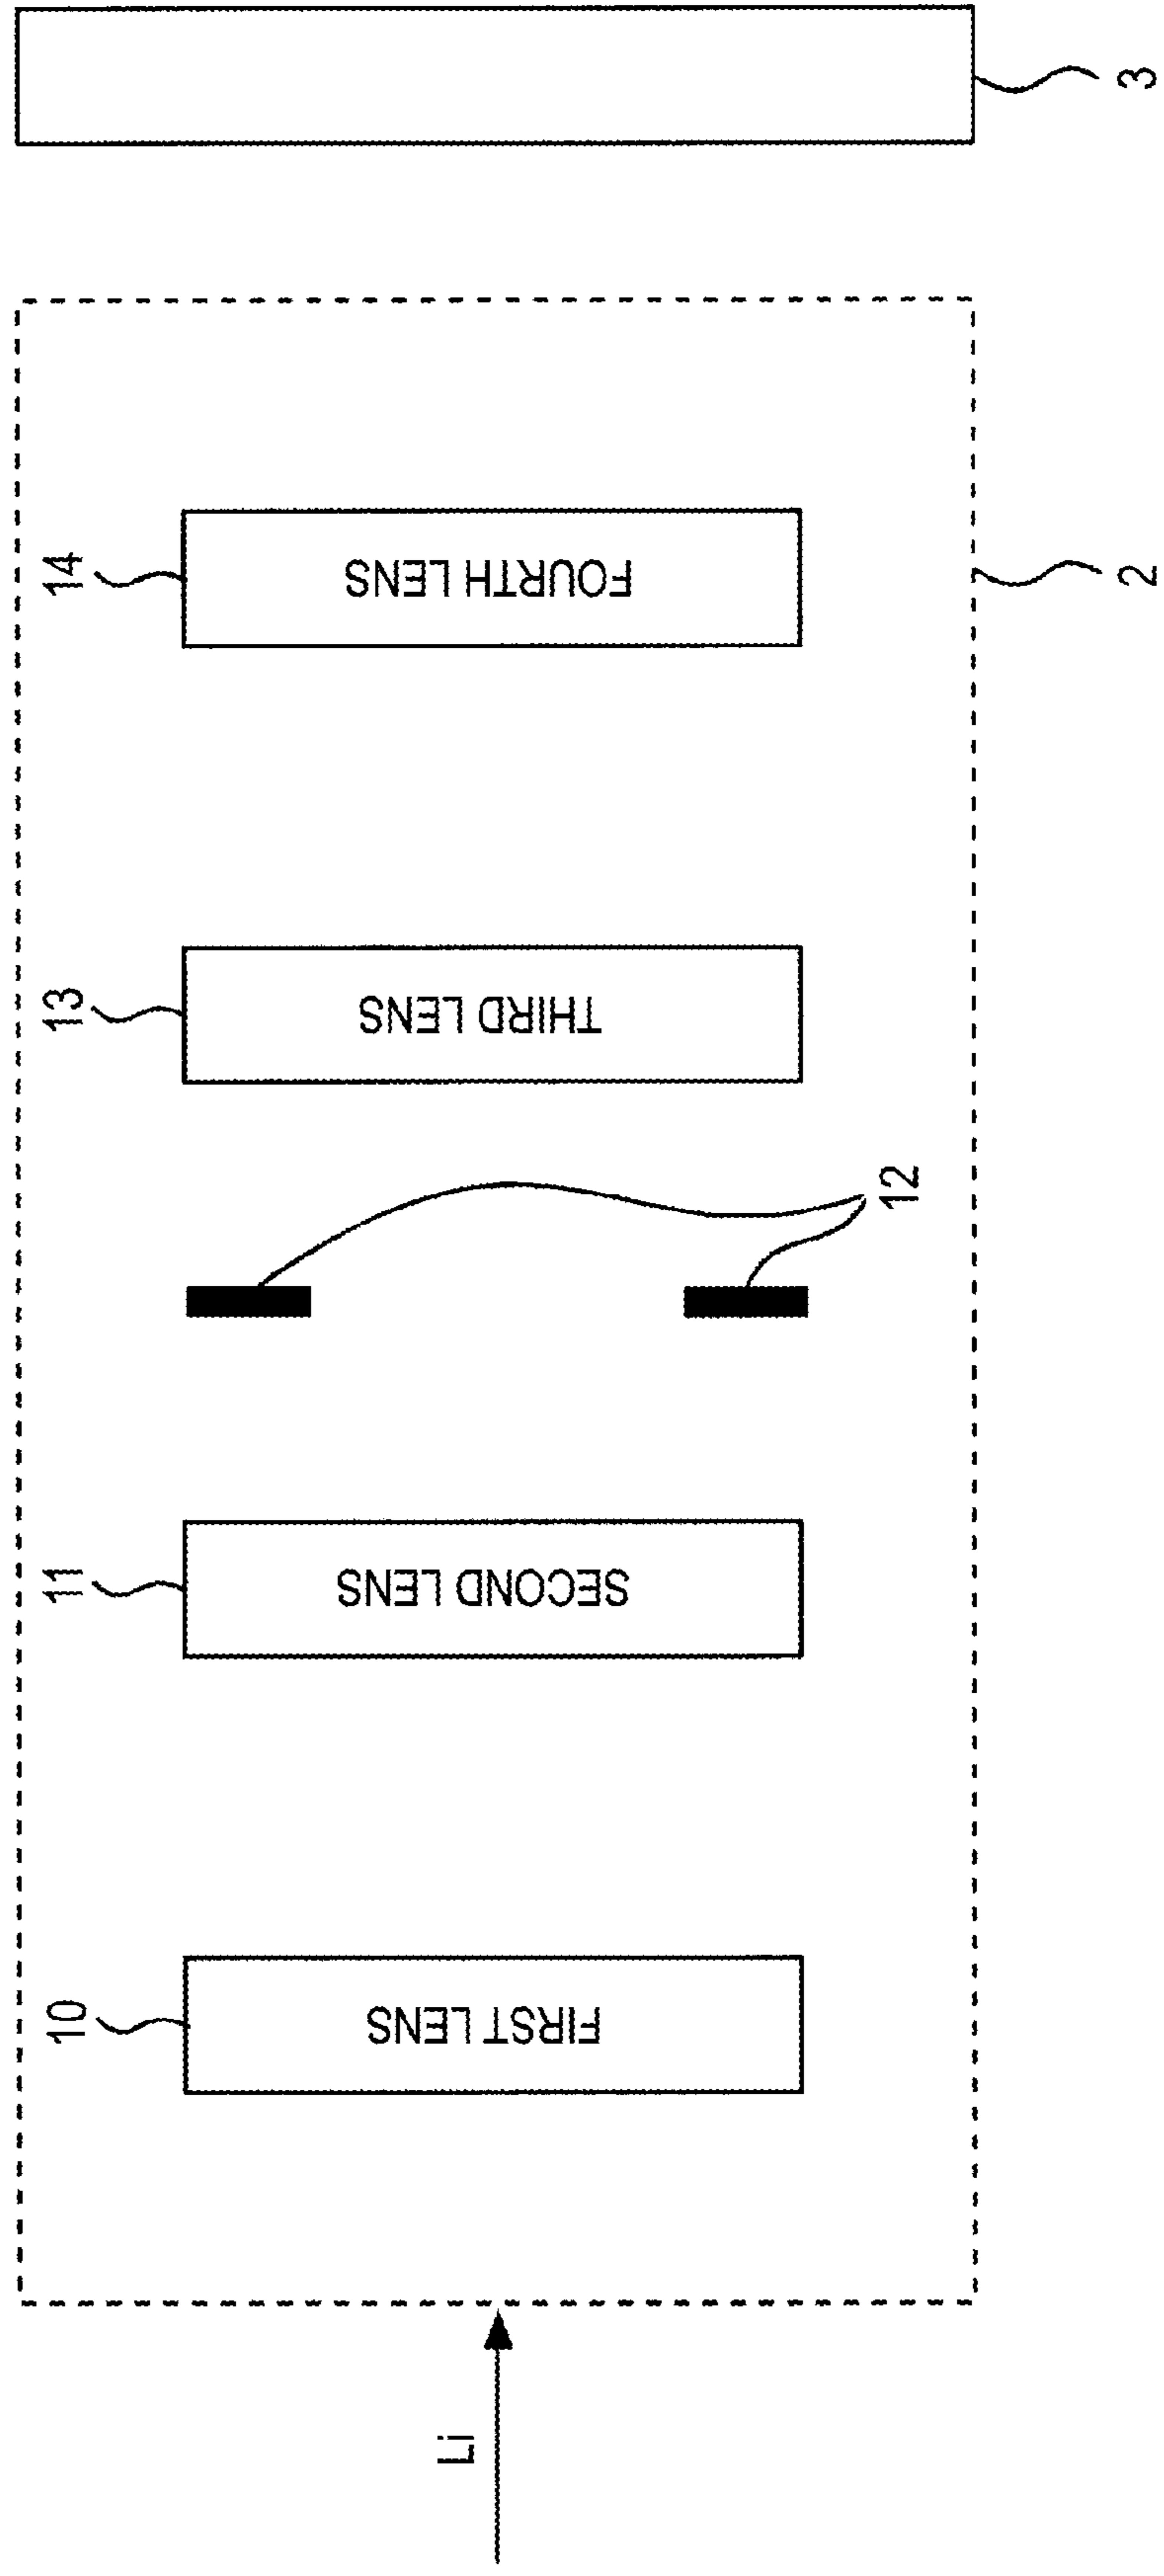 Li
10
FIRST LENS
11
SECOND LENS
12
13
THIRD LENS
14
FOURTH LENS
2
3